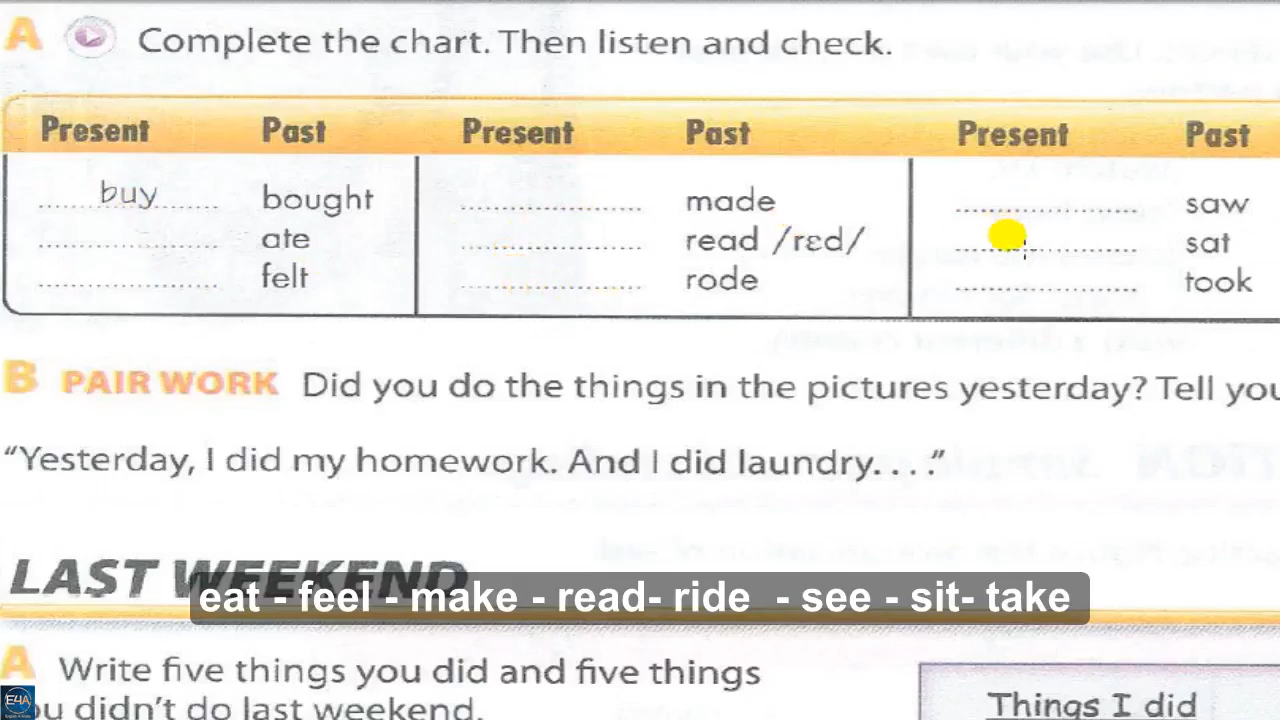 A Complete the chart. Then listen and check.
Present Past Present Past Present Past
buy bought made saw
ate read /rɛd/ sat
felt rode took
B PAIR WORK Did you do the things in the pictures yesterday? Tell you
"Yesterday, I did my homework. And I did laundry. . . ."
LAST WEEKEND
eat - feel - make - read- ride - see - sit- take
A Write five things you did and five things
ou didn't do last weekend.
Things I did
E4A